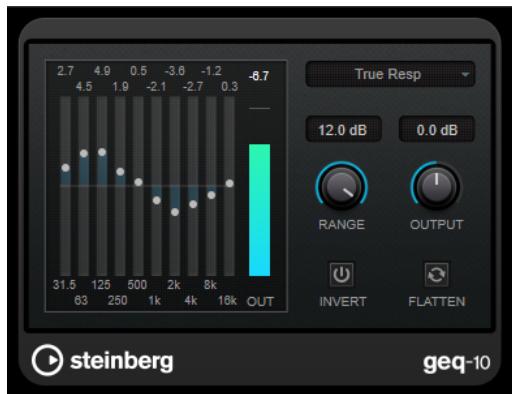 2.7 4.9 0.5 -3.6 -1.2 -6.7
4.5 1.9 -2.1 -2.7 0.3
True Resp
12.0 dB 0.0 dB
RANGE OUTPUT
31.5 125 500 2k 8k
63 250 1k 4k 16k OUT
INVERT FLATTEN
steinberg geq-10